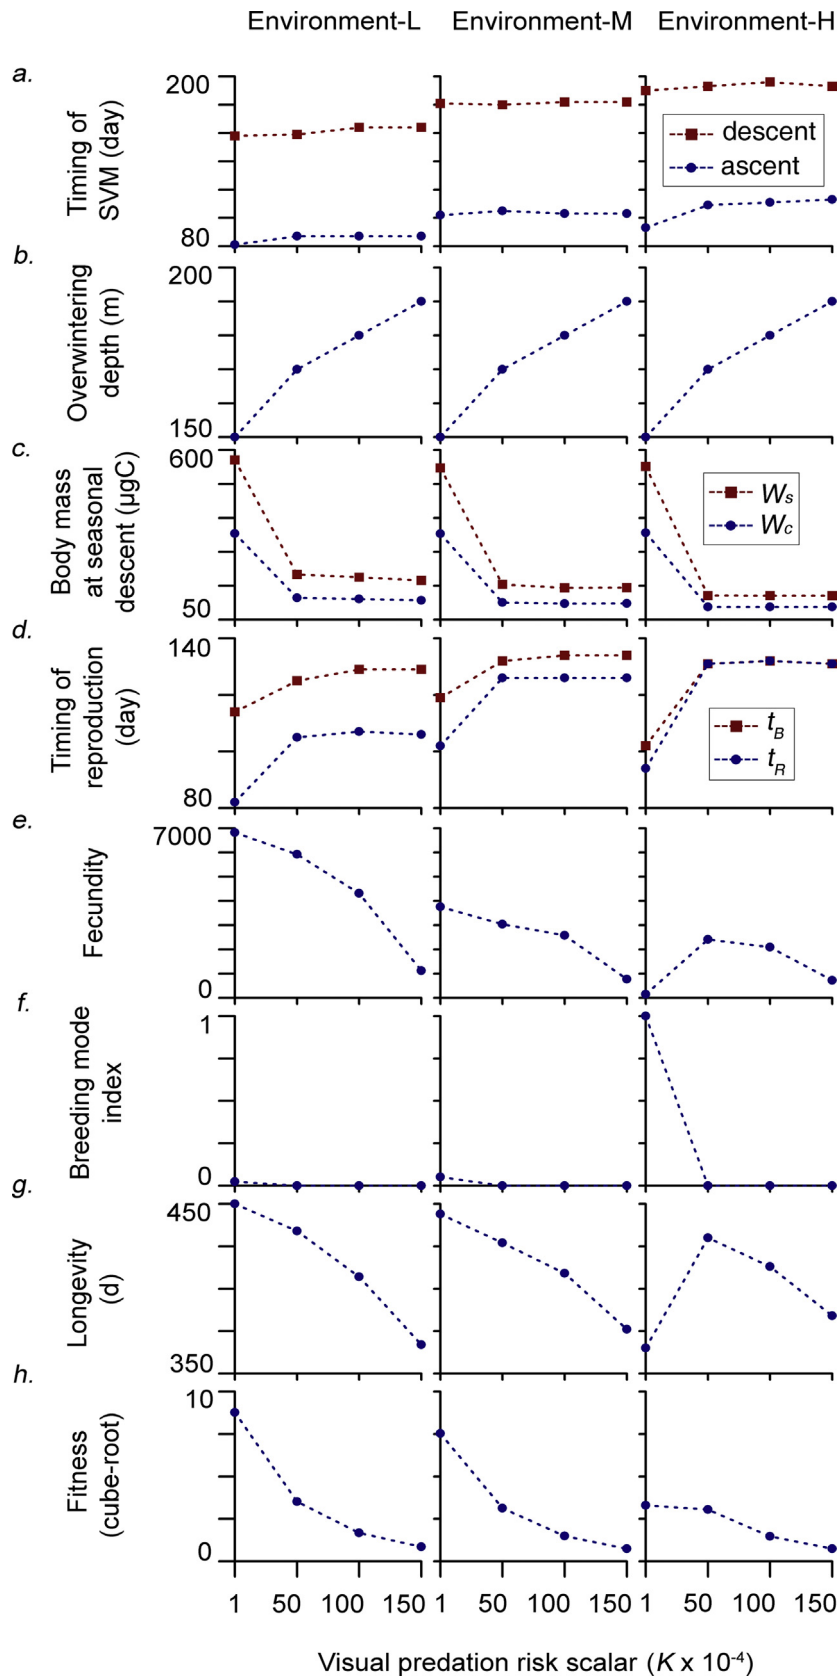 Environment-L Environment-M Environment-H
a.
Timing of
SVM (day)
200
80
descent
ascent
b.
Overwintering
depth (m)
200
150
c.
Body mass
at seasonal
descent (µgC)
600
50
Ws
Wc
d.
Timing of
reproduction
(day)
140
80
tB
tR
e.
Fecundity
7000
0
f.
Breeding mode
index
1
0
g.
Longevity
(d)
450
350
h.
Fitness
(cube-root)
10
0
1 50 100 150 1 50 100 150 1 50 100 150
Visual predation risk scalar (K x 10-4)